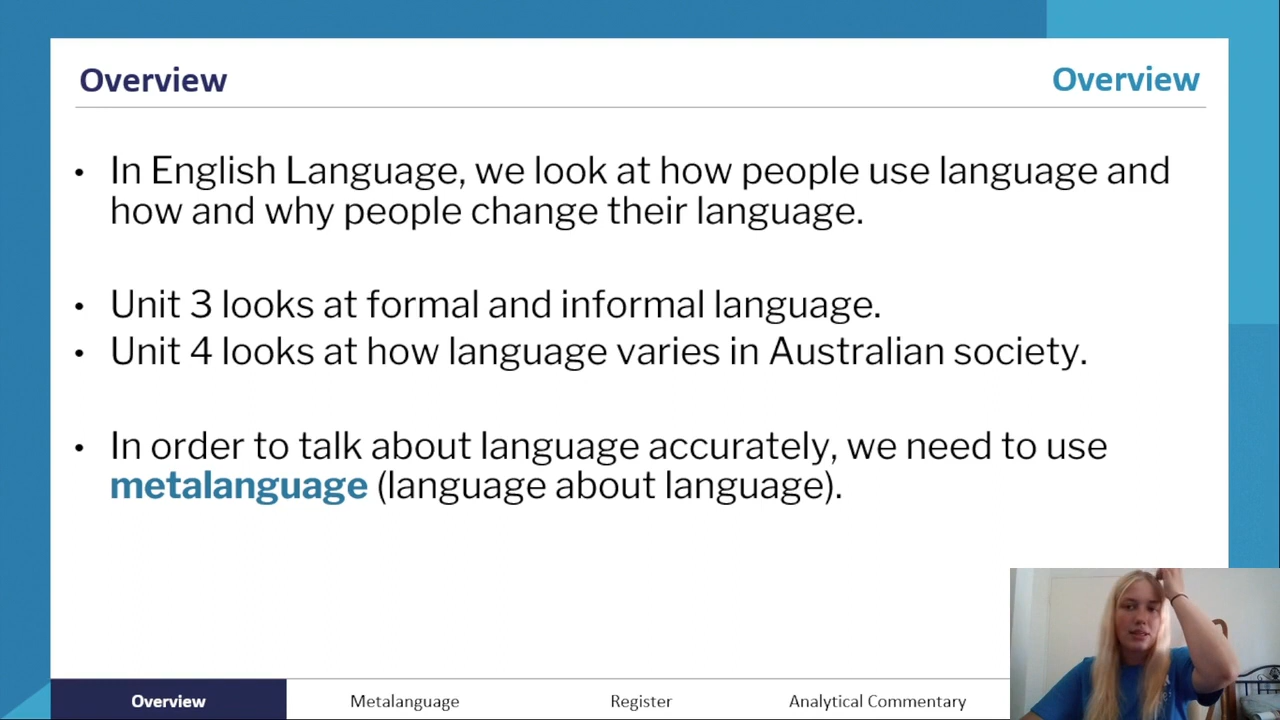 Overview
Overview
• In English Language, we look at how people use language and
how and why people change their language.
• Unit 3 looks at formal and informal language.
• Unit 4 looks at how language varies in Australian society.
• In order to talk about language accurately, we need to use
metalanguage (language about language).
Overview
Metalanguage
Register
Analytical Commentary